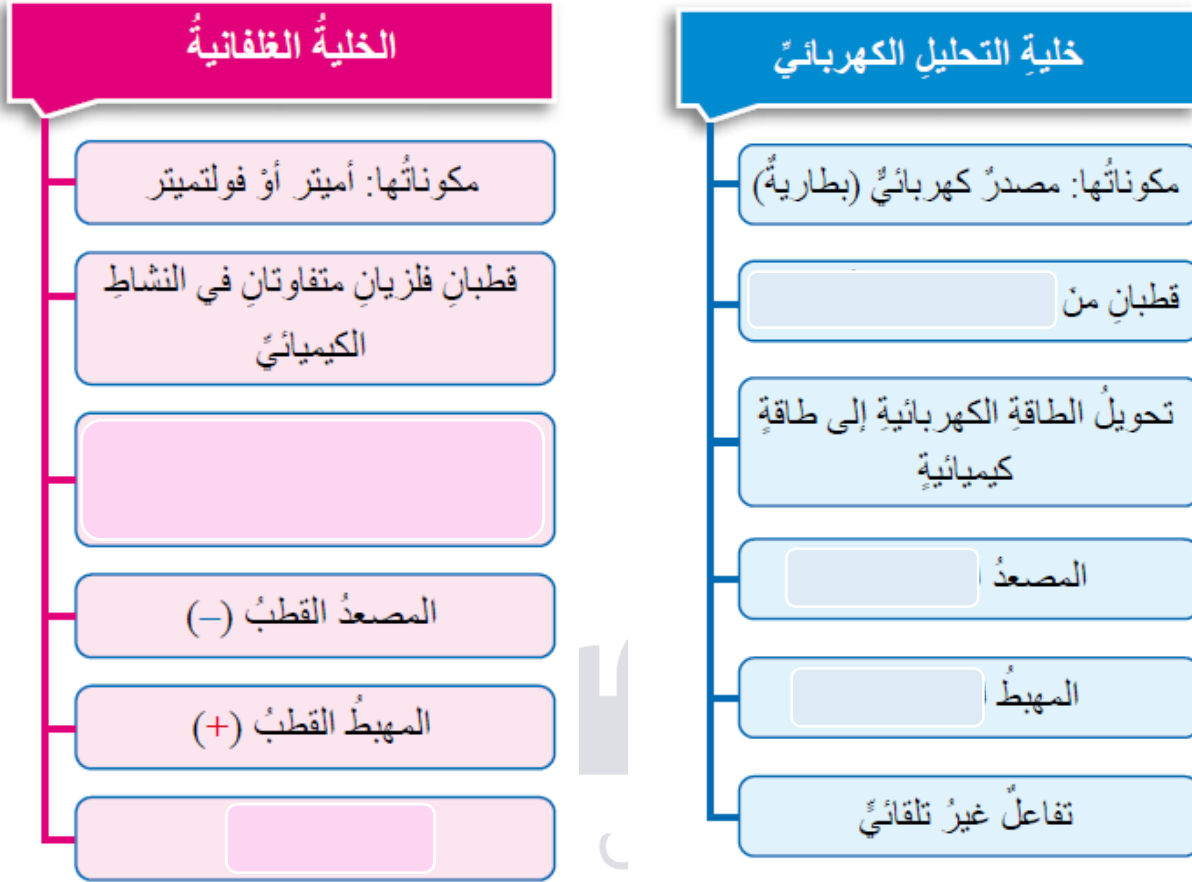 خليةِ التحليلِ الكهربائيِّ
مكوناتُها: مصدرٌ كهربائيٌّ (بطاريةٌ)
قطبانِ منَ
تحويلُ الطاقةِ الكهربائيةِ إلى طاقةٍ
كيميائيةٍ
المصعدُ
المهبطُ
تفاعلٌ غيرُ تلقائيٍّ
الخليةُ الغلفانيةُ
مكوناتُها: أميتر أوْ فولتميتر
قطبانِ فلزيانِ متفاوتانِ في النشاطِ
الكيميائيِّ
المصعدُ القطبُ (–)
المهبطُ القطبُ (+)